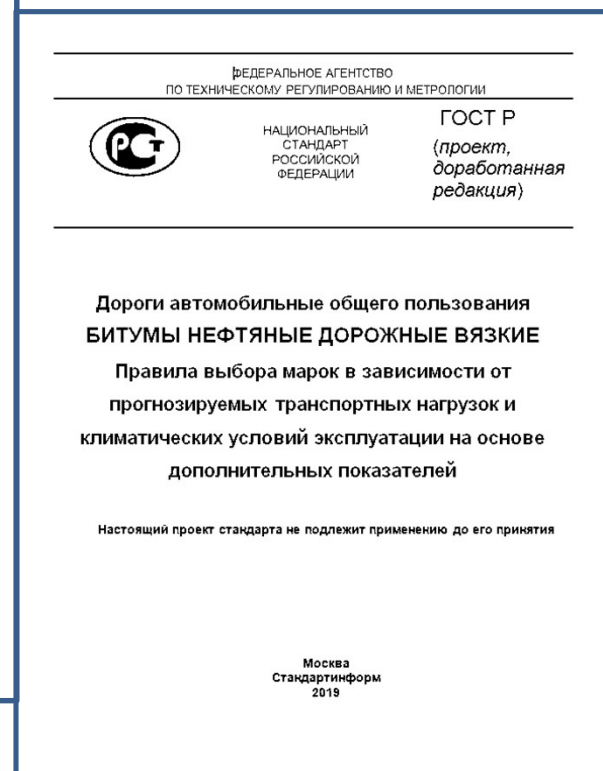 ФЕДЕРАЛЬНОЕ АГЕНТСТВО
ПО ТЕХНИЧЕСКОМУ РЕГУЛИРОВАНИЮ И МЕТРОЛОГИИ
РСТ
НАЦИОНАЛЬНЫЙ
СТАНДАРТ
РОССИЙСКОЙ
ФЕДЕРАЦИИ
ГОСТ Р
(проект,
доработанная
редакция)
Дороги автомобильные общего пользования
БИТУМЫ НЕФТЯНЫЕ ДОРОЖНЫЕ ВЯЗКИЕ
Правила выбора марок в зависимости от
прогнозируемых транспортных нагрузок и
климатических условий эксплуатации на основе
дополнительных показателей
Настоящий проект стандарта не подлежит применению до его принятия
Москва
Стандартинформ
2019